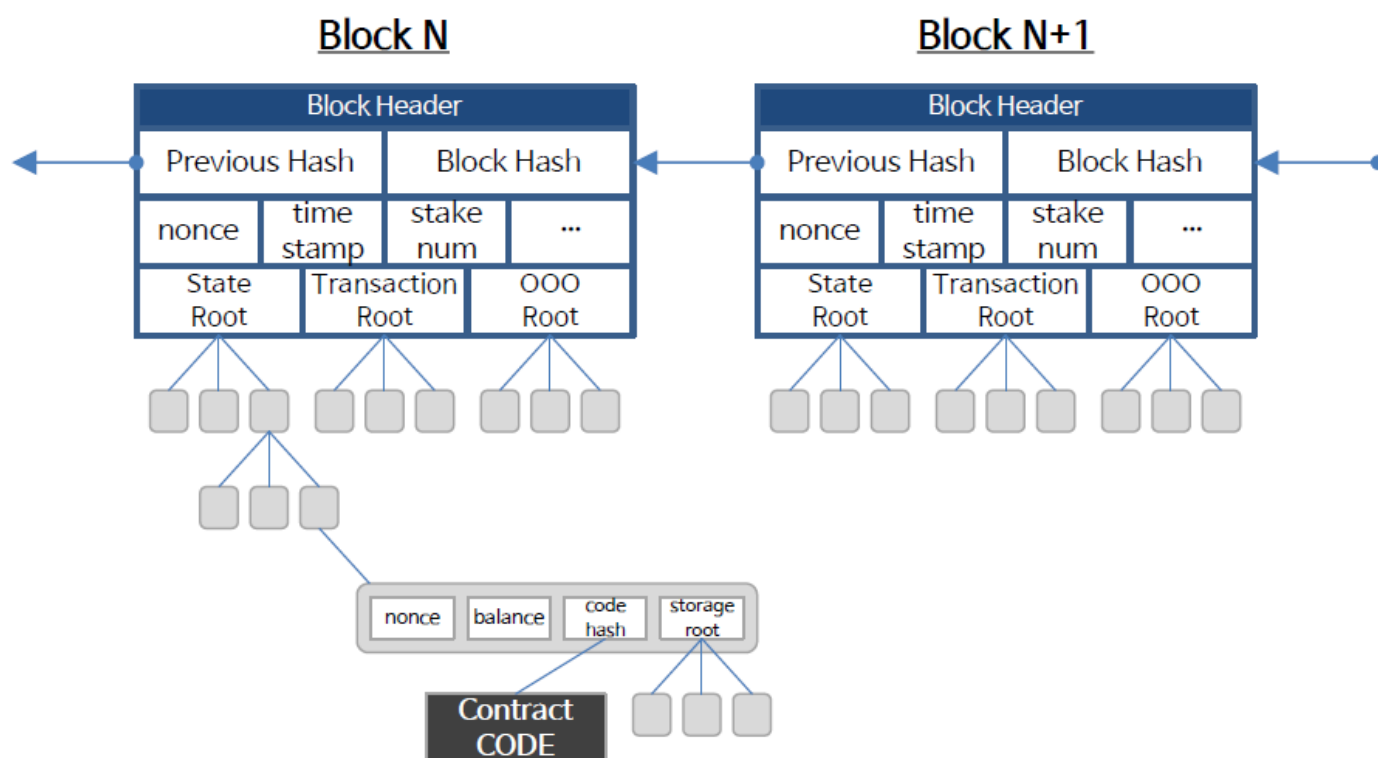 Block N
Block Header
Previous Hash
Block Hash
nonce
time
stamp
stake
num
...
State
Root
Transaction
Root
OOO
Root
nonce
balance
code
hash
storage
root
Contract
CODE
Block N+1
Block Header
Previous Hash
Block Hash
nonce
time
stamp
stake
num
...
State
Root
Transaction
Root
OOO
Root